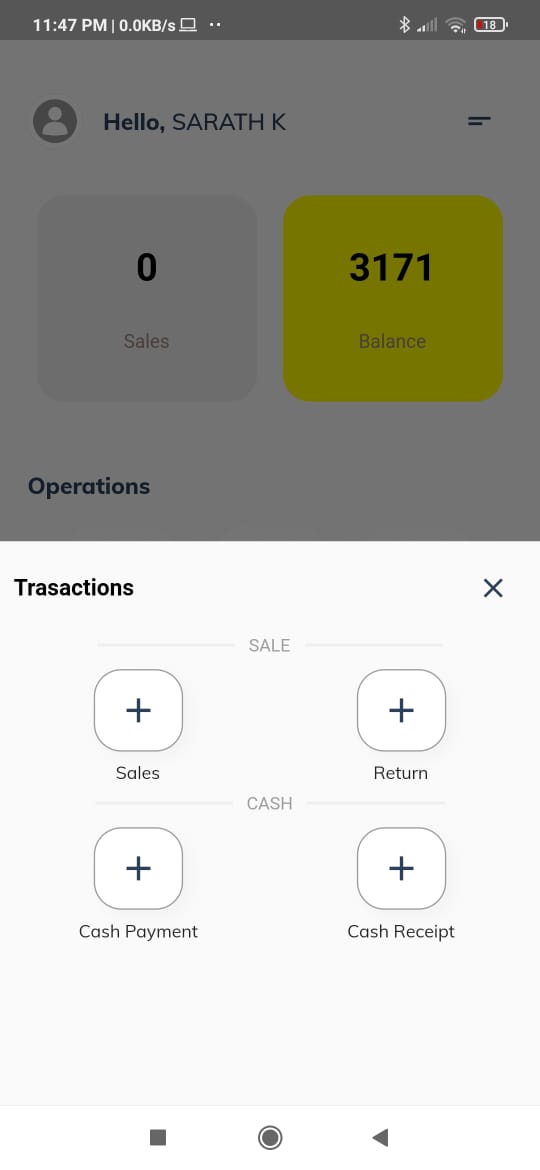 11:47 PM | 0.0KB/s
18
Hello, SARATH K
0
3171
Sales
Balance
Operations
Trasactions
SALE
Sales
Return
CASH
Cash Payment
Cash Receipt